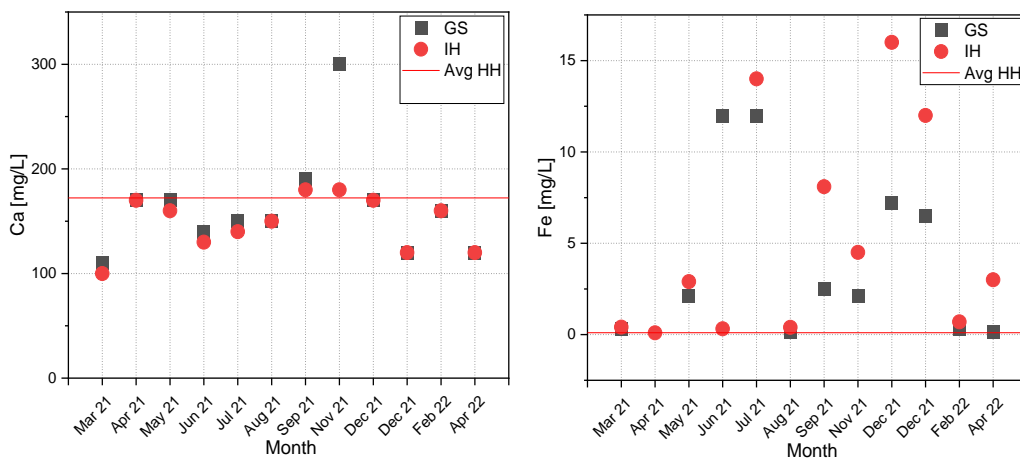 GS
IH
Avg HH
Ca [mg/L]
300
200
100
0
Mar 21
Apr 21
May 21
Jun 21
Jul 21
Aug 21
Sep 21
Nov 21
Dec 21
Dec 21
Feb 22
Apr 22
Month
GS
IH
Avg HH
Fe [mg/L]
15
10
5
0
Mar 21
Apr 21
May 21
Jun 21
Jul 21
Aug 21
Sep 21
Nov 21
Dec 21
Dec 21
Feb 22
Apr 22
Month